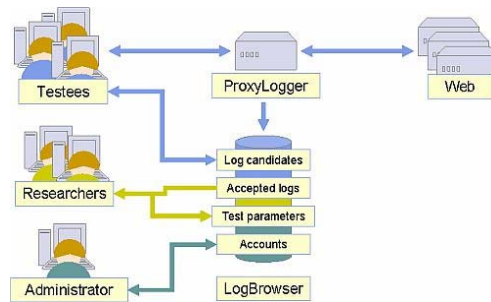 Testees
ProxyLogger
Web
Log candidates
Accepted logs
Researchers
Test parameters
Accounts
Administrator
LogBrowser